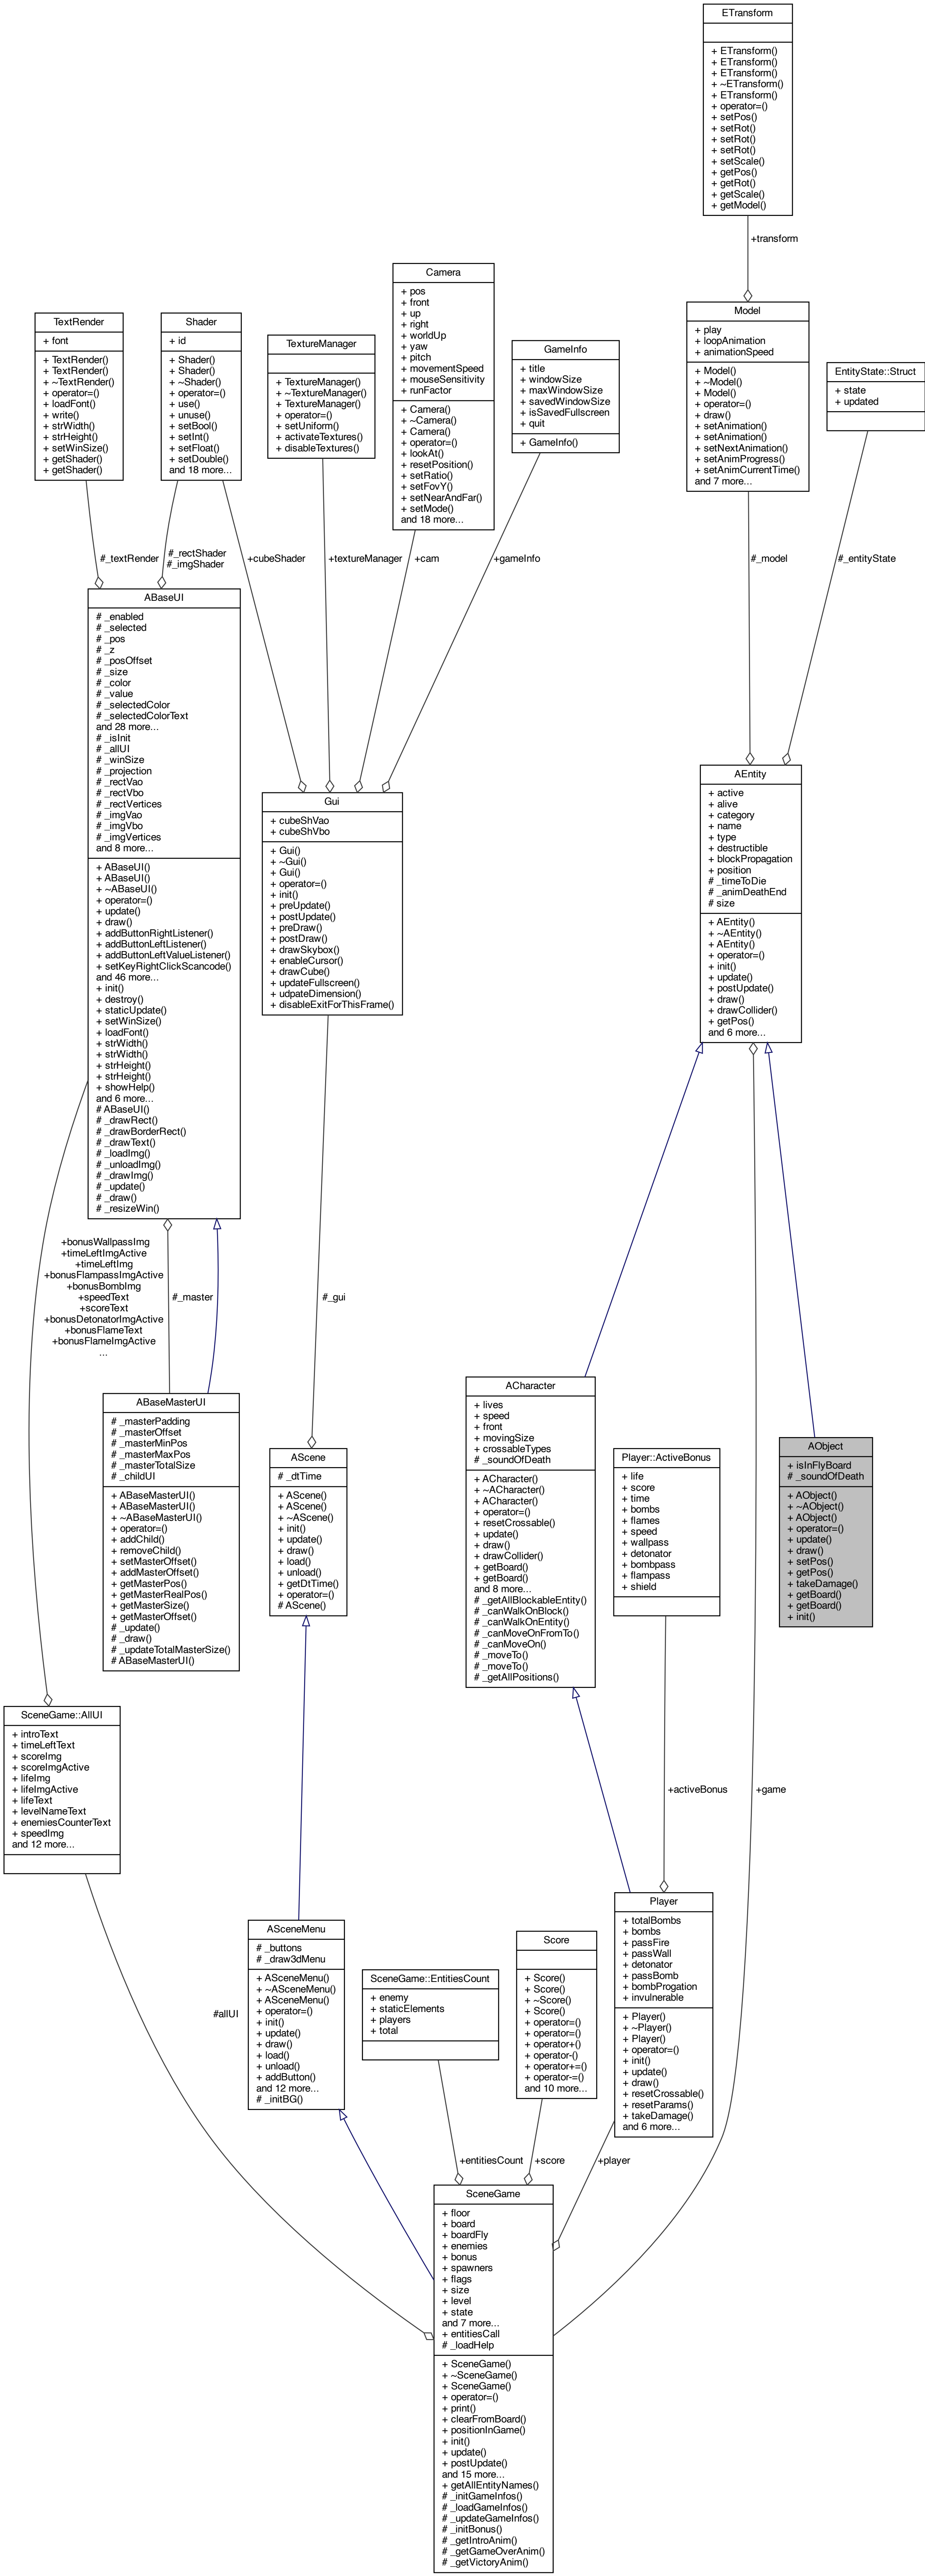 ETransform
+ ETransform()
+ ETransform()
+ ETransform()
+ ~ETransform()
+ ETransform()
+ operator=()
+ setPos()
+ setRot()
+ setRot()
+ setRot()
+ setScale()
+ getPos()
+ getRot()
+ getScale()
+ getModel()
+transform
Camera
+ pos
+ front
+ up
+ right
+ worldUp
+ yaw
+ pitch
+ movementSpeed
+ mouseSensitivity
+ runFactor
+ Camera()
+ ~Camera()
+ Camera()
+ operator=()
+ lookAt()
+ resetPosition()
+ setRatio()
+ setFovY()
+ setNearAndFar()
+ setMode()
and 18 more...
Model
+ play
+ loopAnimation
+ animationSpeed
+ Model()
+ ~Model()
+ Model()
+ operator=()
+ draw()
+ setAnimation()
+ setAnimation()
+ setNextAnimation()
+ setAnimProgress()
+ setAnimCurrentTime()
and 7 more...
TextRender
+ font
+ TextRender()
+ TextRender()
+ ~TextRender()
+ operator=()
+ loadFont()
+ write()
+ strWidth()
+ strHeight()
+ setWinSize()
+ getShader()
+ getShader()
Shader
+ id
+ Shader()
+ Shader()
+ ~Shader()
+ operator=()
+ use()
+ unuse()
+ setBool()
+ setInt()
+ setFloat()
+ setDouble()
and 18 more...
TextureManager
+ TextureManager()
+ ~TextureManager()
+ TextureManager()
+ operator=()
+ setUniform()
+ activateTextures()
+ disableTextures()
GameInfo
+ title
+ windowSize
+ maxWindowSize
+ savedWindowSize
+ isSavedFullscreen
+ quit
+ GameInfo()
EntityState::Struct
+ state
+ updated
#_textRender
#_rectShader
#_imgShader
+cubeShader
+textureManager
+cam
+gameInfo
#_model
#_entityState
ABaseUI
# _enabled
# _selected
# _pos
# _z
# _posOffset
# _size
# _color
# _value
# _selectedColor
# _selectedColorText
and 28 more...
# _isInit
# _allUI
# _winSize
# _projection
# _rectVao
# _rectVbo
# _rectVertices
# _imgVao
# _imgVbo
# _imgVertices
and 8 more...
+ ABaseUI()
+ ABaseUI()
+ ~ABaseUI()
+ operator=()
+ update()
+ draw()
+ addButtonRightListener()
+ addButtonLeftListener()
+ addButtonLeftValueListener()
+ setKeyRightClickScancode()
and 46 more...
+ init()
+ destroy()
+ staticUpdate()
+ setWinSize()
+ loadFont()
+ strWidth()
+ strWidth()
+ strHeight()
+ strHeight()
+ showHelp()
and 6 more...
# ABaseUI()
# _drawRect()
# _drawBorderRect()
# _drawText()
# _loadImg()
# _unloadImg()
# _drawImg()
# _update()
# _draw()
# _resizeWin()
Gui
+ cubeShVao
+ cubeShVbo
+ Gui()
+ ~Gui()
+ Gui()
+ operator=()
+ init()
+ preUpdate()
+ postUpdate()
+ preDraw()
+ postDraw()
+ drawSkybox()
+ enableCursor()
+ drawCube()
+ updateFullscreen()
+ udpateDimension()
+ disableExitForThisFrame()
AEntity
+ active
+ alive
+ category
+ name
+ type
+ destructible
+ blockPropagation
+ position
# _timeToDie
# _animDeathEnd
# size
+ AEntity()
+ ~AEntity()
+ AEntity()
+ operator=()
+ init()
+ update()
+ postUpdate()
+ draw()
+ drawCollider()
+ getPos()
and 6 more...
+bonusWallpassImg
+timeLeftImgActive
+timeLeftImg
+bonusFlampassImgActive
+bonusBombImg
+speedText
+scoreText
+bonusDetonatorImgActive
+bonusFlameText
+bonusFlameImgActive
...
#_master
#_gui
ABaseMasterUI
# _masterPadding
# _masterOffset
# _masterMinPos
# _masterMaxPos
# _masterTotalSize
# _childUI
+ ABaseMasterUI()
+ ABaseMasterUI()
+ ~ABaseMasterUI()
+ operator=()
+ addChild()
+ removeChild()
+ setMasterOffset()
+ addMasterOffset()
+ getMasterPos()
+ getMasterRealPos()
+ getMasterSize()
+ getMasterOffset()
# _update()
# _draw()
# _updateTotalMasterSize()
# ABaseMasterUI()
AScene
# _dtTime
+ AScene()
+ AScene()
+ ~AScene()
+ init()
+ update()
+ draw()
+ load()
+ unload()
+ getDtTime()
+ operator=()
# AScene()
ACharacter
+ lives
+ speed
+ front
+ movingSize
+ crossableTypes
# _soundOfDeath
+ ACharacter()
+ ~ACharacter()
+ ACharacter()
+ operator=()
+ resetCrossable()
+ update()
+ draw()
+ drawCollider()
+ getBoard()
+ getBoard()
and 8 more...
# _getAllBlockableEntity()
# _canWalkOnBlock()
# _canWalkOnEntity()
# _canMoveOnFromTo()
# _canMoveOn()
# _moveTo()
# _moveTo()
# _getAllPositions()
Player::ActiveBonus
+ life
+ score
+ time
+ bombs
+ flames
+ speed
+ wallpass
+ detonator
+ bombpass
+ flampass
+ shield
AObject
+ isInFlyBoard
# _soundOfDeath
+ AObject()
+ ~AObject()
+ AObject()
+ operator=()
+ update()
+ draw()
+ setPos()
+ getPos()
+ takeDamage()
+ getBoard()
+ getBoard()
+ init()
SceneGame::AllUI
+ introText
+ timeLeftText
+ scoreImg
+ scoreImgActive
+ lifeImg
+ lifeImgActive
+ lifeText
+ levelNameText
+ enemiesCounterText
+ speedImg
and 12 more...
+activeBonus
+game
ASceneMenu
# _buttons
# _draw3dMenu
+ ASceneMenu()
+ ~ASceneMenu()
+ ASceneMenu()
+ operator=()
+ init()
+ update()
+ draw()
+ load()
+ unload()
+ addButton()
and 12 more...
# _initBG()
SceneGame::EntitiesCount
+ enemy
+ staticElements
+ players
+ total
Score
+ Score()
+ Score()
+ ~Score()
+ Score()
+ operator=()
+ operator=()
+ operator+()
+ operator-()
+ operator+=()
+ operator-=()
and 10 more...
Player
+ totalBombs
+ bombs
+ passFire
+ passWall
+ detonator
+ passBomb
+ bombProgation
+ invulnerable
+ Player()
+ ~Player()
+ Player()
+ operator=()
+ init()
+ update()
+ draw()
+ resetCrossable()
+ resetParams()
+ takeDamage()
and 6 more...
#allUI
+entitiesCount
+score
+player
SceneGame
+ floor
+ board
+ boardFly
+ enemies
+ bonus
+ spawners
+ flags
+ size
+ level
+ state
and 7 more...
+ entitiesCall
# _loadHelp
+ SceneGame()
+ ~SceneGame()
+ SceneGame()
+ operator=()
+ print()
+ clearFromBoard()
+ positionInGame()
+ init()
+ update()
+ postUpdate()
and 15 more...
+ getAllEntityNames()
# _initGameInfos()
# _loadGameInfos()
# _updateGameInfos()
# _initBonus()
# _getIntroAnim()
# _getGameOverAnim()
# _getVictoryAnim()